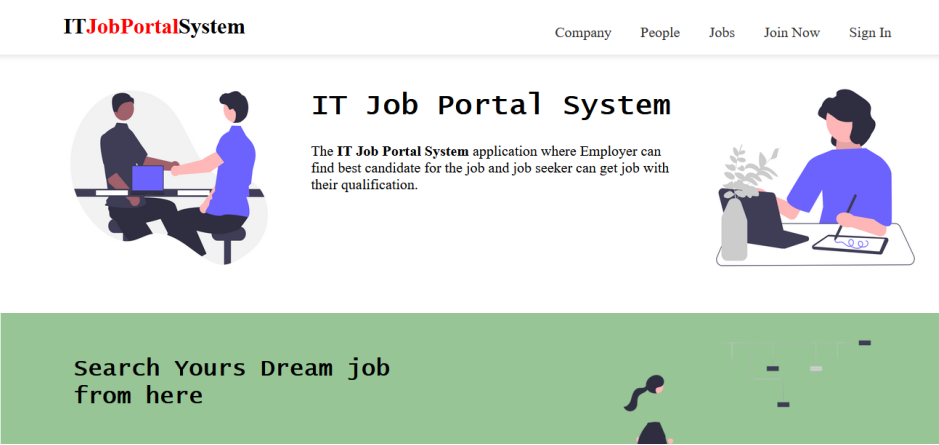 ITJobPortalSystem
Company People Jobs Join Now Sign In
IT Job Portal System
The IT Job Portal System application where Employer can
find best candidate for the job and job seeker can get job with
their qualification.
Search Yours Dream job
from here